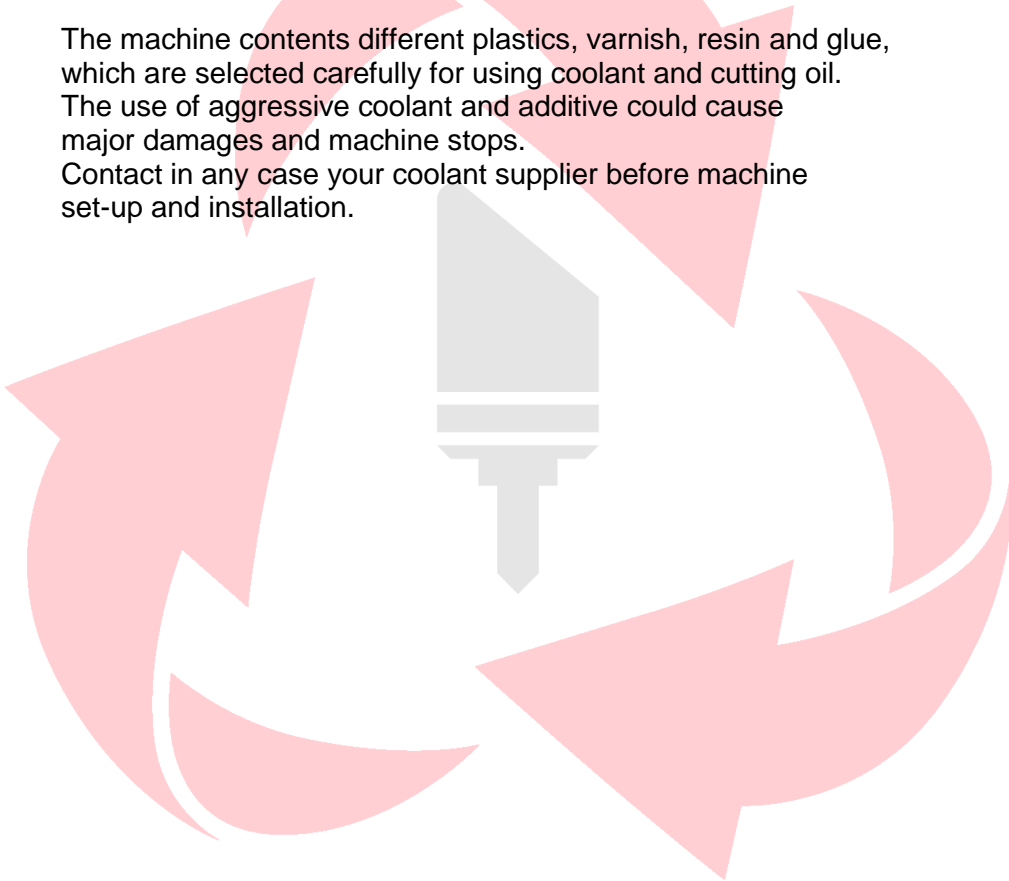 The machine contents different plastics, varnish, resin and glue,
which are selected carefully for using coolant and cutting oil.
The use of aggressive coolant and additive could cause
major damages and machine stops.
Contact in any case your coolant supplier before machine
set-up and installation.